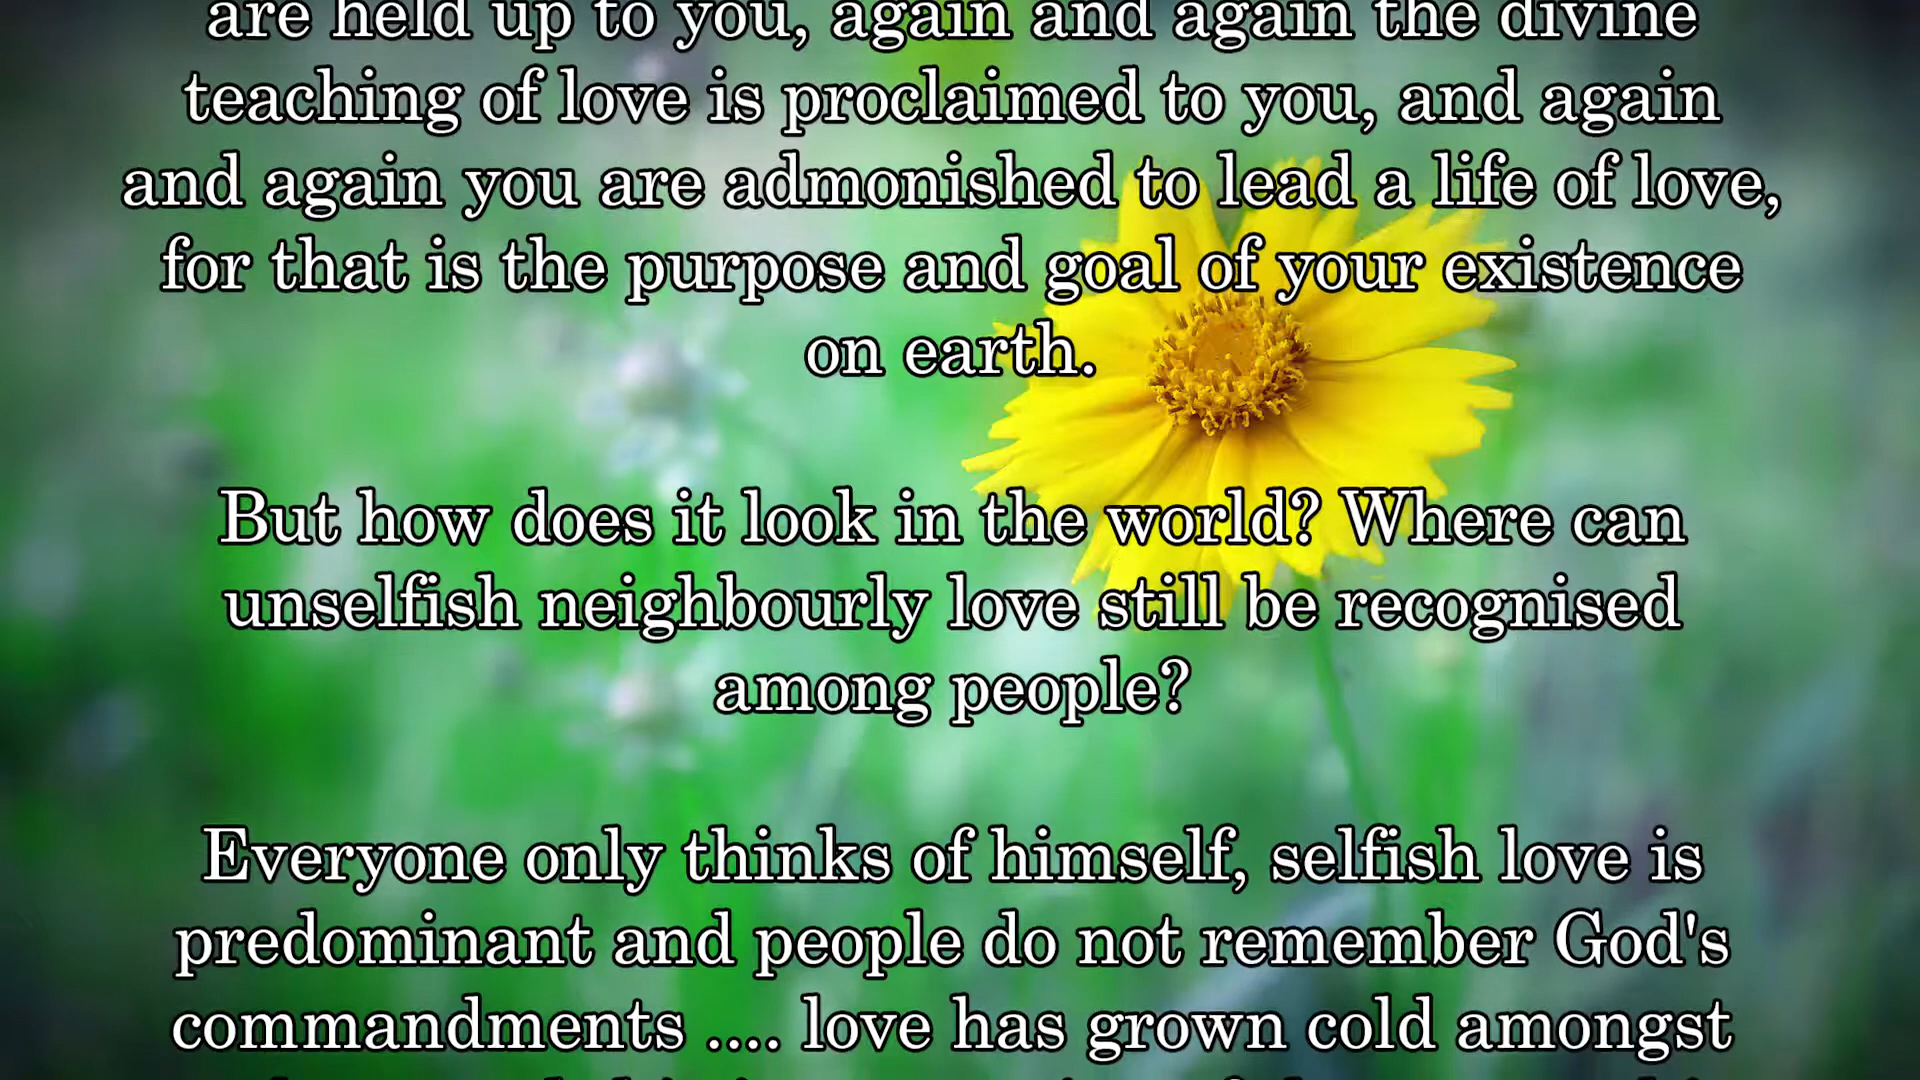 are held up to you, again and again the divine
teaching of love is proclaimed to you, and again
and again you are admonished to lead a life of love,
for that is the purpose and goal of your existence
on earth.
But how does it look in the world? Where can
unselfish neighbourly love still be recognised
among people?
Everyone only thinks of himself, selfish love is
predominant and people do not remember God's
commandments .... love has grown cold amongst